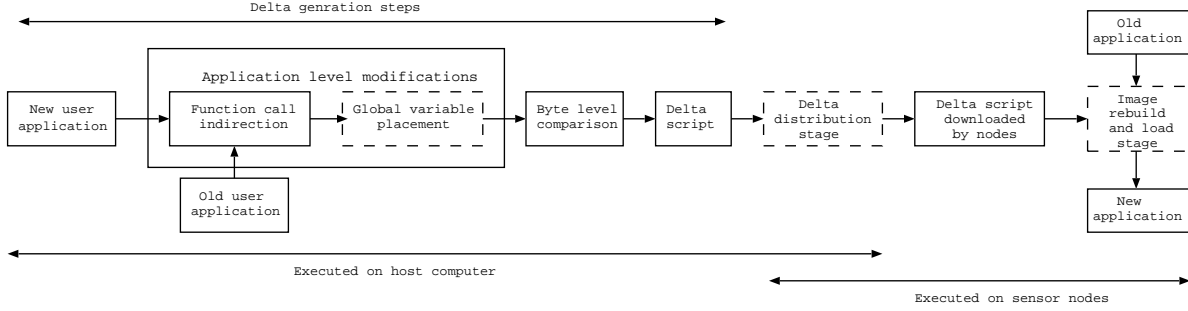 Delta genration steps
Application level modifications
New user
application
Function call
indirection
Global variable
placement
Byte level
comparison
Delta
script
Delta
distribution
stage
Delta script
downloaded
by nodes
Old
application
Image
rebuild
and load
stage
Old user
application
New
application
Executed on host computer
Executed on sensor nodes